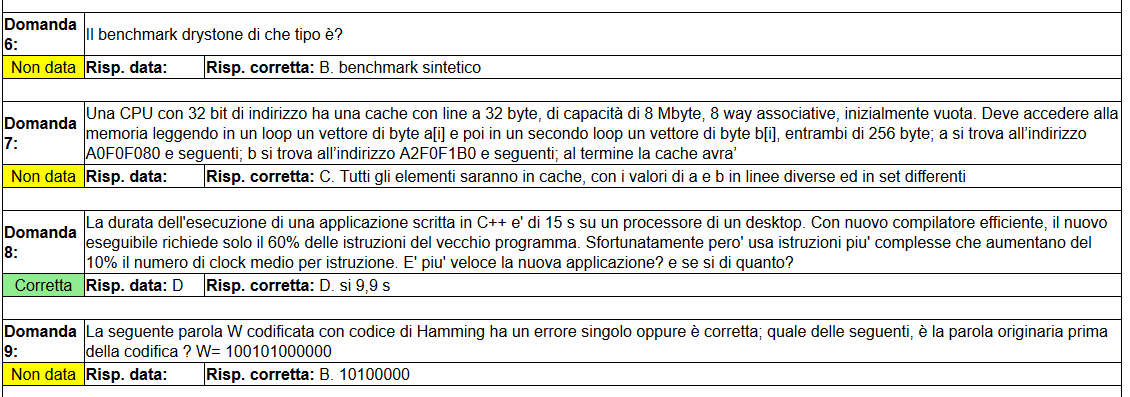 Domanda 6: Il benchmark drystone di che tipo è?
Non data Risp. data: Risp. corretta: B. benchmark sintetico
Domanda 7: Una CPU con 32 bit di indirizzo ha una cache con line a 32 byte, di capacità di 8 Mbyte, 8 way associative, inizialmente vuota. Deve accedere alla
memoria leggendo in un loop un vettore di byte a[i] e poi in un secondo loop un vettore di byte b[i], entrambi di 256 byte; a si trova all’indirizzo
A0F0F080 e seguenti; b si trova all’indirizzo A2F0F1B0 e seguenti; al termine la cache avra’
Non data Risp. data: Risp. corretta: C. Tutti gli elementi saranno in cache, con i valori di a e b in linee diverse ed in set differenti
Domanda 8: La durata dell'esecuzione di una applicazione scritta in C++ e' di 15 s su un processore di un desktop. Con nuovo compilatore efficiente, il nuovo
eseguibile richiede solo il 60% delle istruzioni del vecchio programma. Sfortunatamente pero' usa istruzioni piu' complesse che aumentano del
10% il numero di clock medio per istruzione. E' piu' veloce la nuova applicazione? e se si di quanto?
Corretta Risp. data: D Risp. corretta: D. si 9,9 s
Domanda 9: La seguente parola W codificata con codice di Hamming ha un errore singolo oppure è corretta; quale delle seguenti, è la parola originaria prima
della codifica ? W= 100101000000
Non data Risp. data: Risp. corretta: B. 10100000